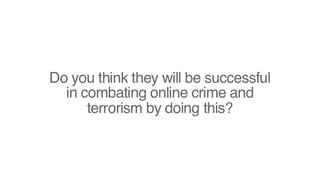 Do you think they will be successful
in combating online crime and
terrorism by doing this?